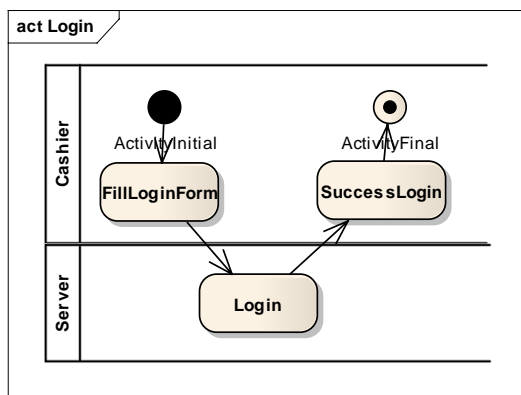 act Login
Cashier
ActivityInitial
ActivityFinal
FillLoginForm
SuccessLogin
Server
Login